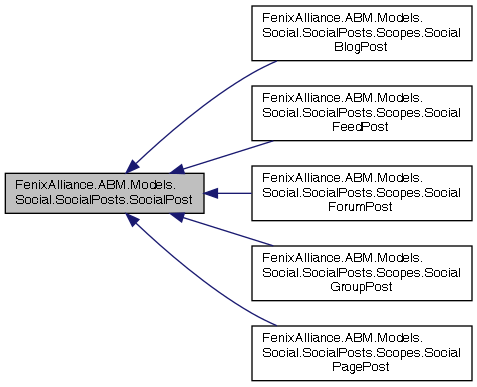 FenixAlliance.ABM.Models.
Social.SocialPosts.Scopes.Social
BlogPost
FenixAlliance.ABM.Models.
Social.SocialPosts.Scopes.Social
FeedPost
FenixAlliance.ABM.Models.
Social.SocialPosts.SocialPost
FenixAlliance.ABM.Models.
Social.SocialPosts.Scopes.Social
ForumPost
FenixAlliance.ABM.Models.
Social.SocialPosts.Scopes.Social
GroupPost
FenixAlliance.ABM.Models.
Social.SocialPosts.Scopes.Social
PagePost